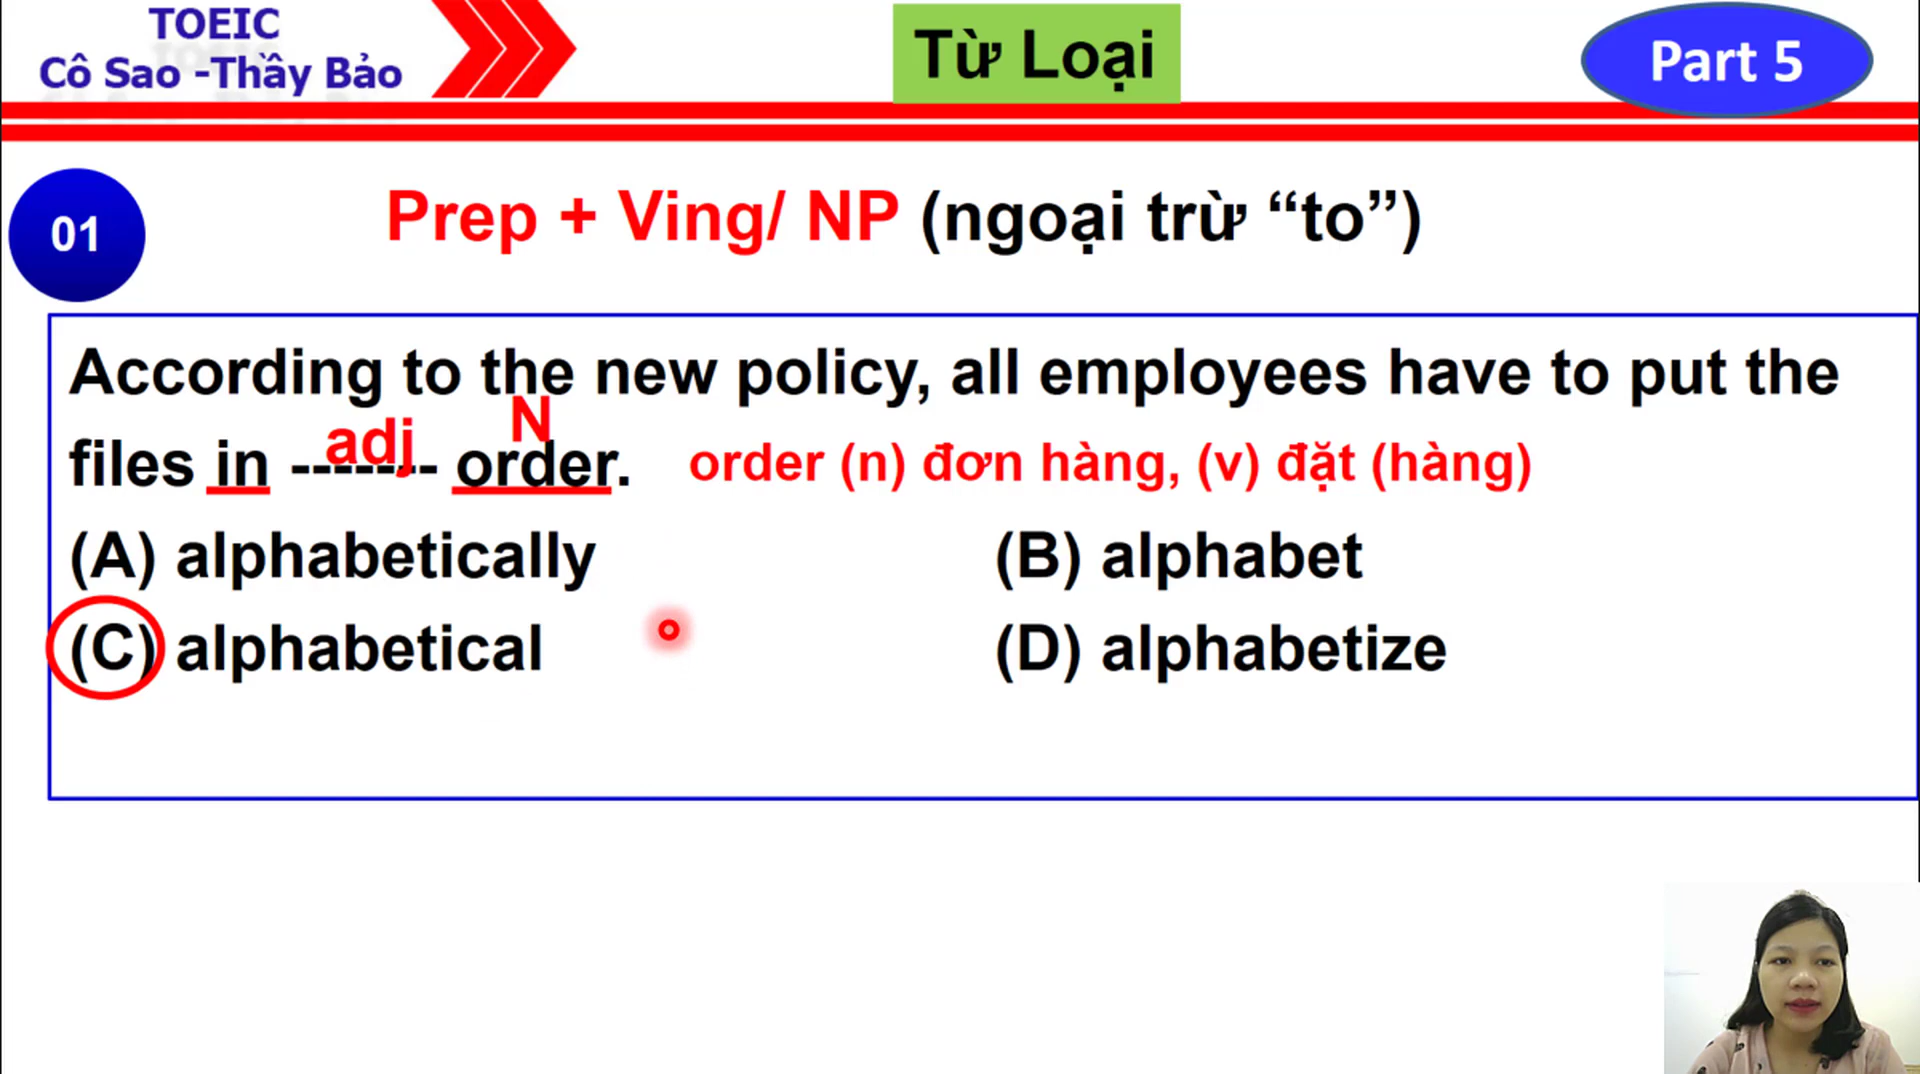 TOEIC
Cô Sao -Thầy Bảo
Từ Loại
Part 5
01
Prep + Ving/ NP (ngoại trừ “to”)
According to the new policy, all employees have to put the
adj N
files in ------- order. order (n) đơn hàng, (v) đặt (hàng)
(A) alphabetically (B) alphabet
(C) alphabetical (D) alphabetize